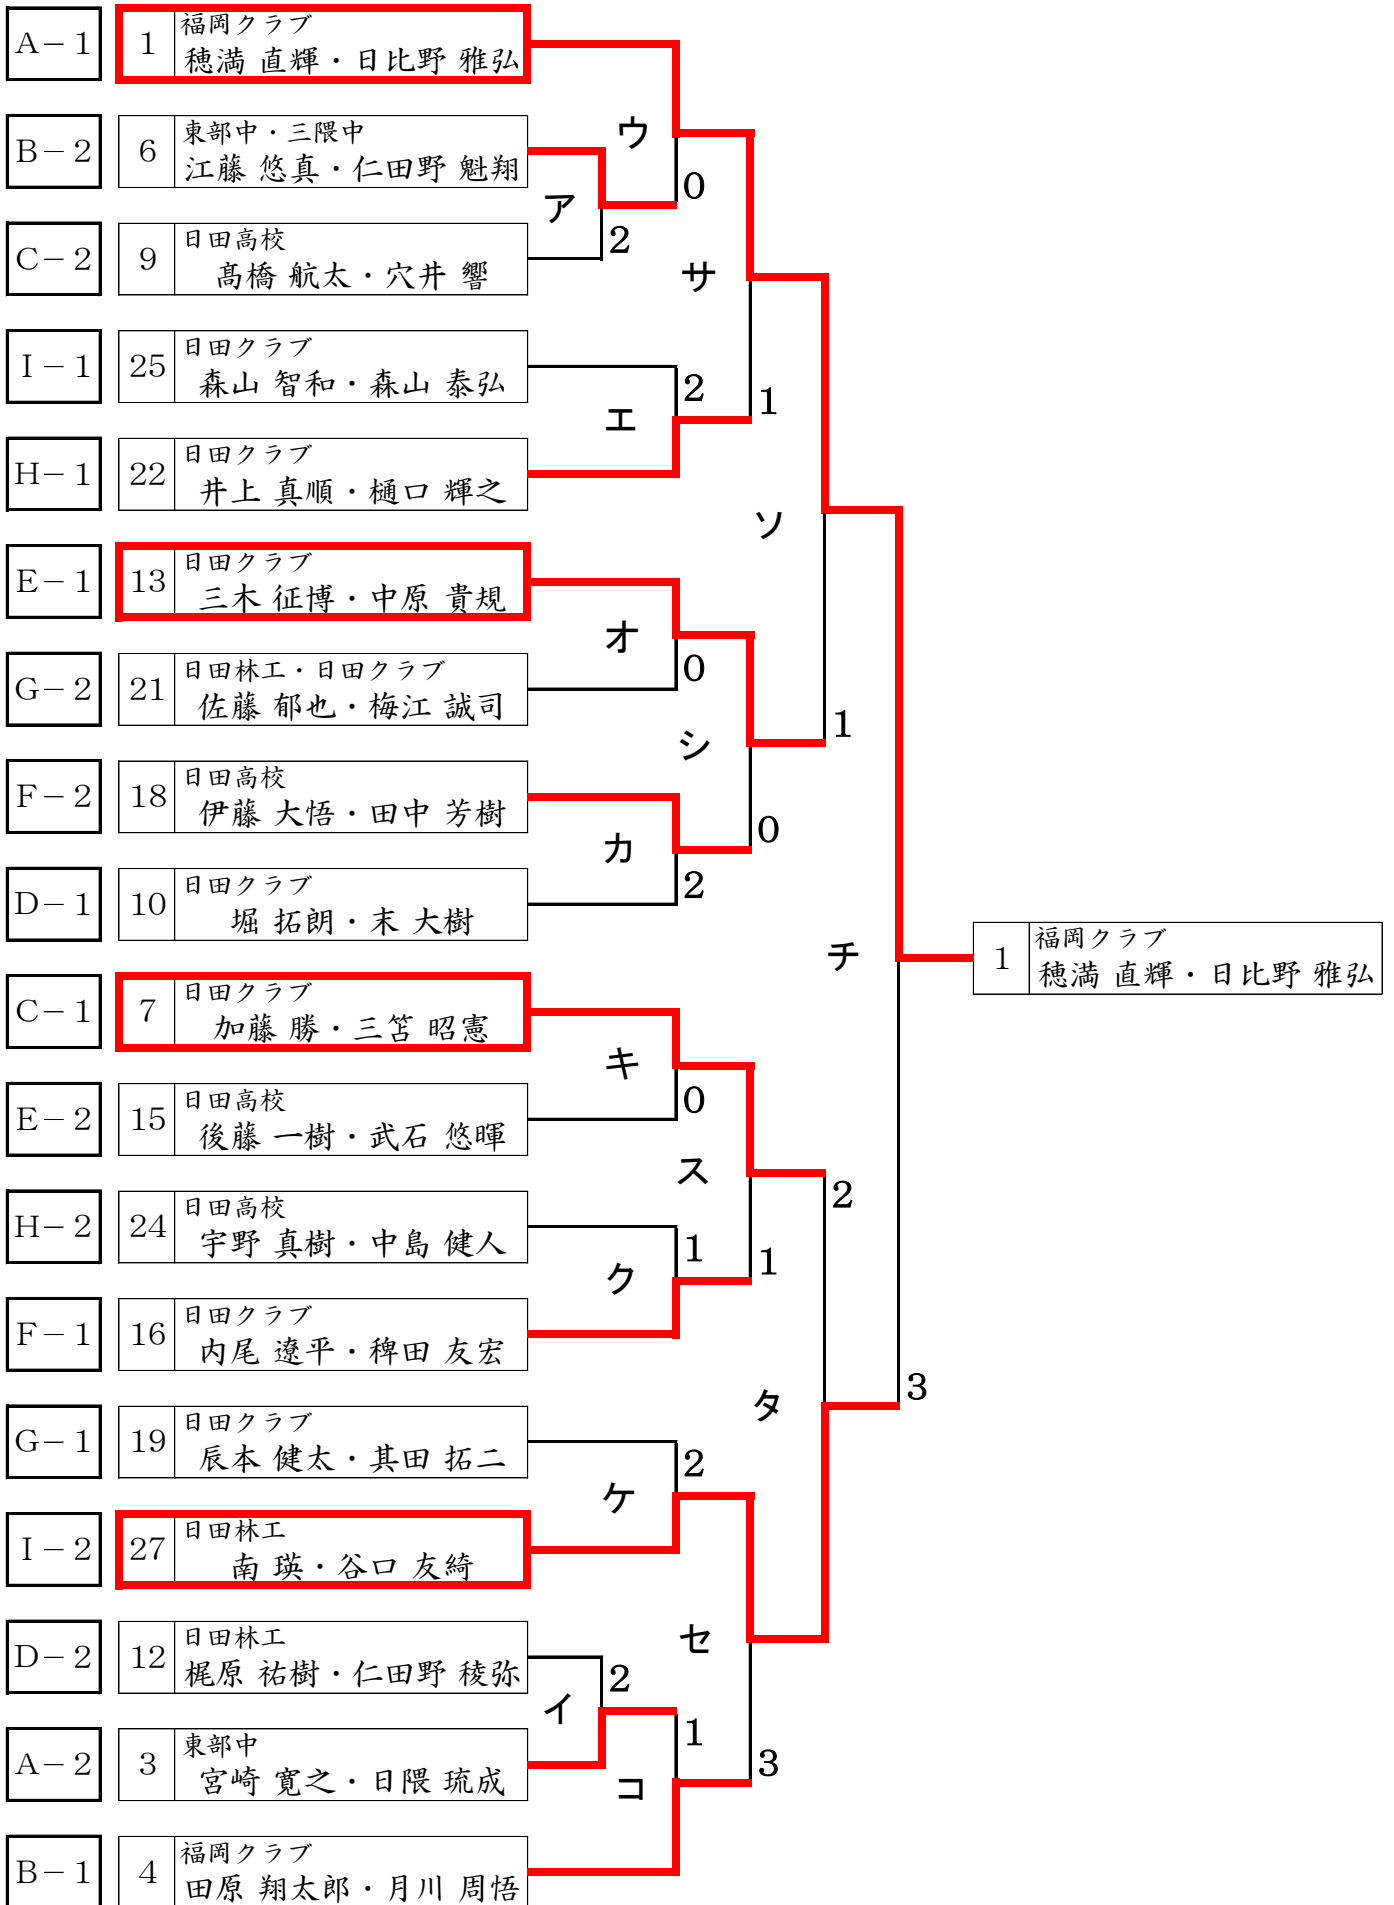 A-1
1
福岡クラブ
穂満 直輝・日比野 雅弘
B-2
6
東部中・三隈中
江藤 悠真・仁田野 魁翔
ウ
0
ア
2
C-2
9
日田高校
髙橋 航太・穴井 響
サ
I-1
25
日田クラブ
森山 智和・森山 泰弘
2
1
エ
H-1
22
日田クラブ
井上 真順・樋口 輝之
ソ
E-1
13
日田クラブ
三木 征博・中原 貴規
オ
0
G-2
21
日田林工・日田クラブ
佐藤 郁也・梅江 誠司
1
シ
F-2
18
日田高校
伊藤 大悟・田中 芳樹
0
カ
2
D-1
10
日田クラブ
堀 拓朗・末 大樹
チ
1
福岡クラブ
穂満 直輝・日比野 雅弘
C-1
7
日田クラブ
加藤 勝・三笘 昭憲
キ
0
E-2
15
日田高校
後藤 一樹・武石 悠暉
ス
2
H-2
24
日田高校
宇野 真樹・中島 健人
1
1
ク
F-1
16
日田クラブ
内尾 遼平・稗田 友宏
3
タ
G-1
19
日田クラブ
辰本 健太・其田 拓二
2
ケ
I-2
27
日田林工
南 瑛・谷口 友綺
セ
D-2
12
日田林工
梶原 祐樹・仁田野 稜弥
2
イ
1
A-2
3
東部中
宮崎 寛之・日隈 琉成
3
コ
B-1
4
福岡クラブ
田原 翔太郎・月川 周悟